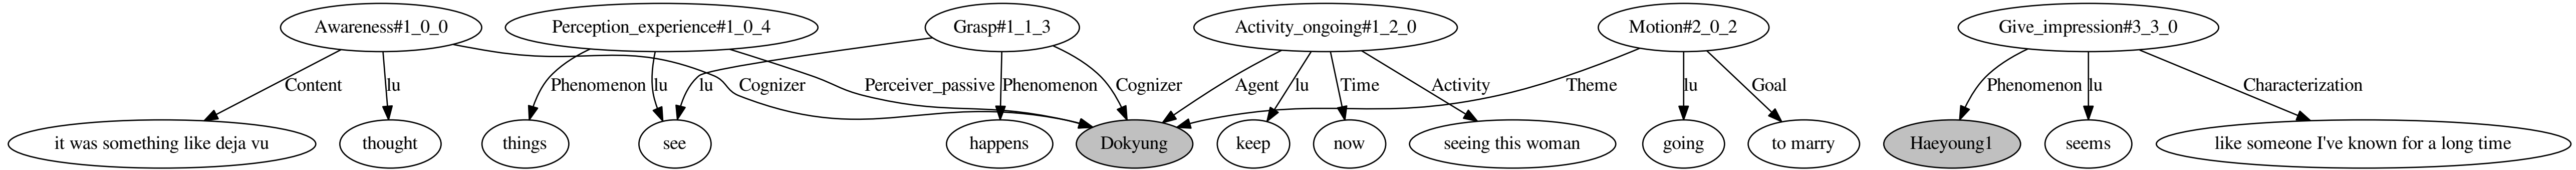 Awareness#1_0_0
Perception_experience#1_0_4
Grasp#1_1_3
Activity_ongoing#1_2_0
Motion#2_0_2
Give_impression#3_3_0
Content
lu
Cognizer
Phenomenon
lu
Perceiver_passive
lu
Phenomenon
Cognizer
Agent
lu
Time
Activity
Theme
lu
Goal
Phenomenon
lu
Characterization
it was something like deja vu
thought
things
see
happens
Dokyung
keep
now
seeing this woman
going
to marry
Haeyoung1
seems
like someone I've known for a long time